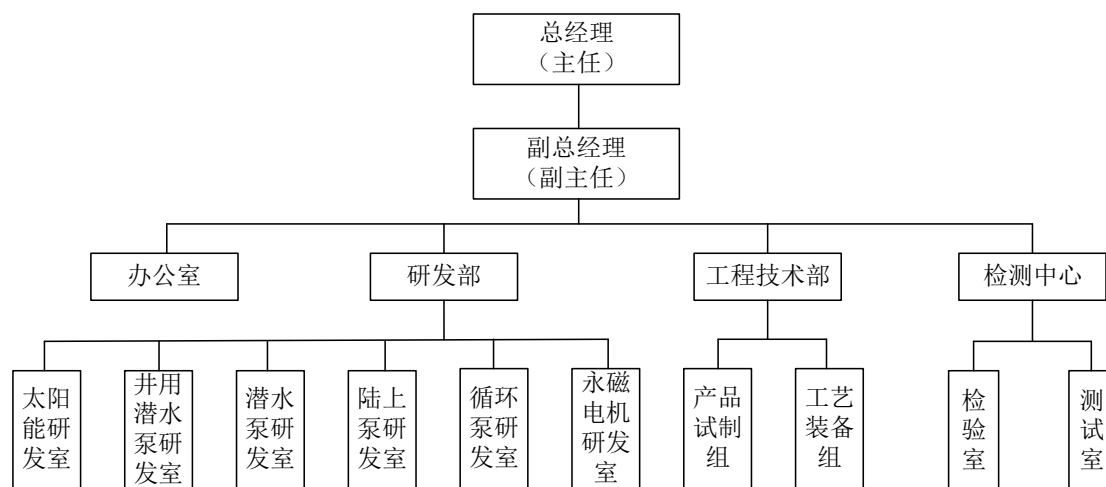 总经理
（主任）
副总经理
（副主任）
办公室
研发部
工程技术部
检测中心
太阳
能研
发室
井用
潜水
泵研
发室
潜水
泵研
发室
陆上
泵研
发室
循环
泵研
发室
永磁
电机
研发
室
产品
试制
组
工艺
装备
组
检
验
室
测
试
室